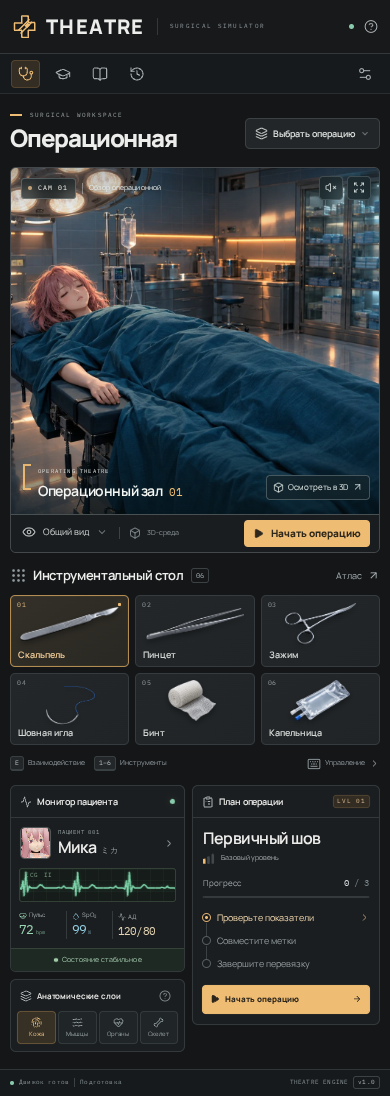 THEATRE
SURGICAL SIMULATOR
SURGICAL WORKSPACE
Операционная
Выбрать операцию
CAM 01
Обзор операционной
OPERATING THEATRE
Операционный зал 01
Осмотреть в 3D
Общий вид
3D-среда
Начать операцию
Инструментальный стол 06
Атлас
01
Скальпель
02
Пинцет
03
Зажим
04
Шовная игла
05
Бинт
06
Капельница
E Взаимодействие
1–6 Инструменты
Управление
Монитор пациента
ПАЦИЕНТ 001
Мика ミカ
ECG II
Пульс
72 bpm
SpO₂
99 %
АД
120/80
Состояние стабильное
Анатомические слои
Кожа
Мышцы
Органы
Скелет
План операции
LVL 01
Первичный шов
Базовый уровень
Прогресс
0 / 3
Проверьте показатели
Совместите метки
Завершите перевязку
Начать операцию
Движок готов
Подготовка
THEATRE ENGINE v1.0